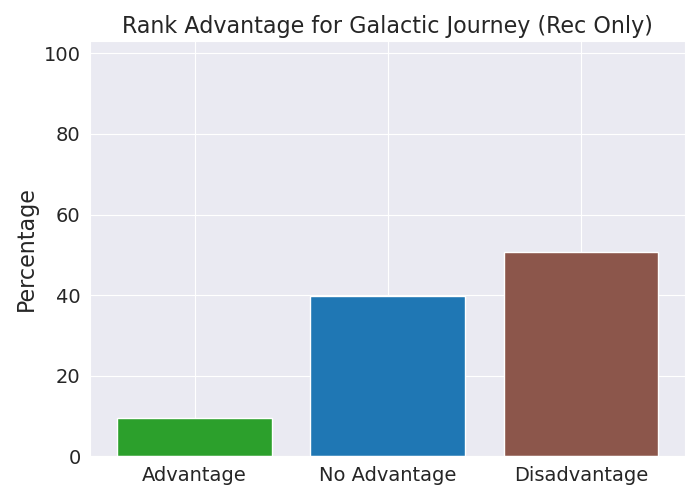 Rank Advantage for Galactic Journey (Rec Only)
100
80
60
40
20
0
Percentage
Advantage
No Advantage
Disadvantage